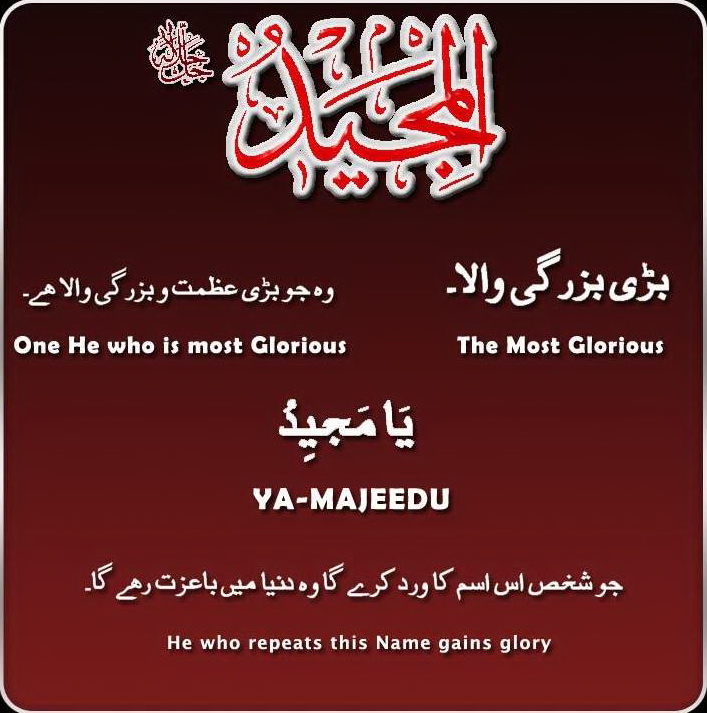 المجيدُ
جل جلاله
بڑی بزرگی والا۔
وہ جو بڑی عظمت و بزرگی والا ھے۔
The Most Glorious
One He who is most Glorious
يَا مَجِيدُ
YA-MAJEEDU
جو شخص اس اسم کا ورد کرے گا وہ دنیا میں باعزت رھے گا۔
He who repeats this Name gains glory